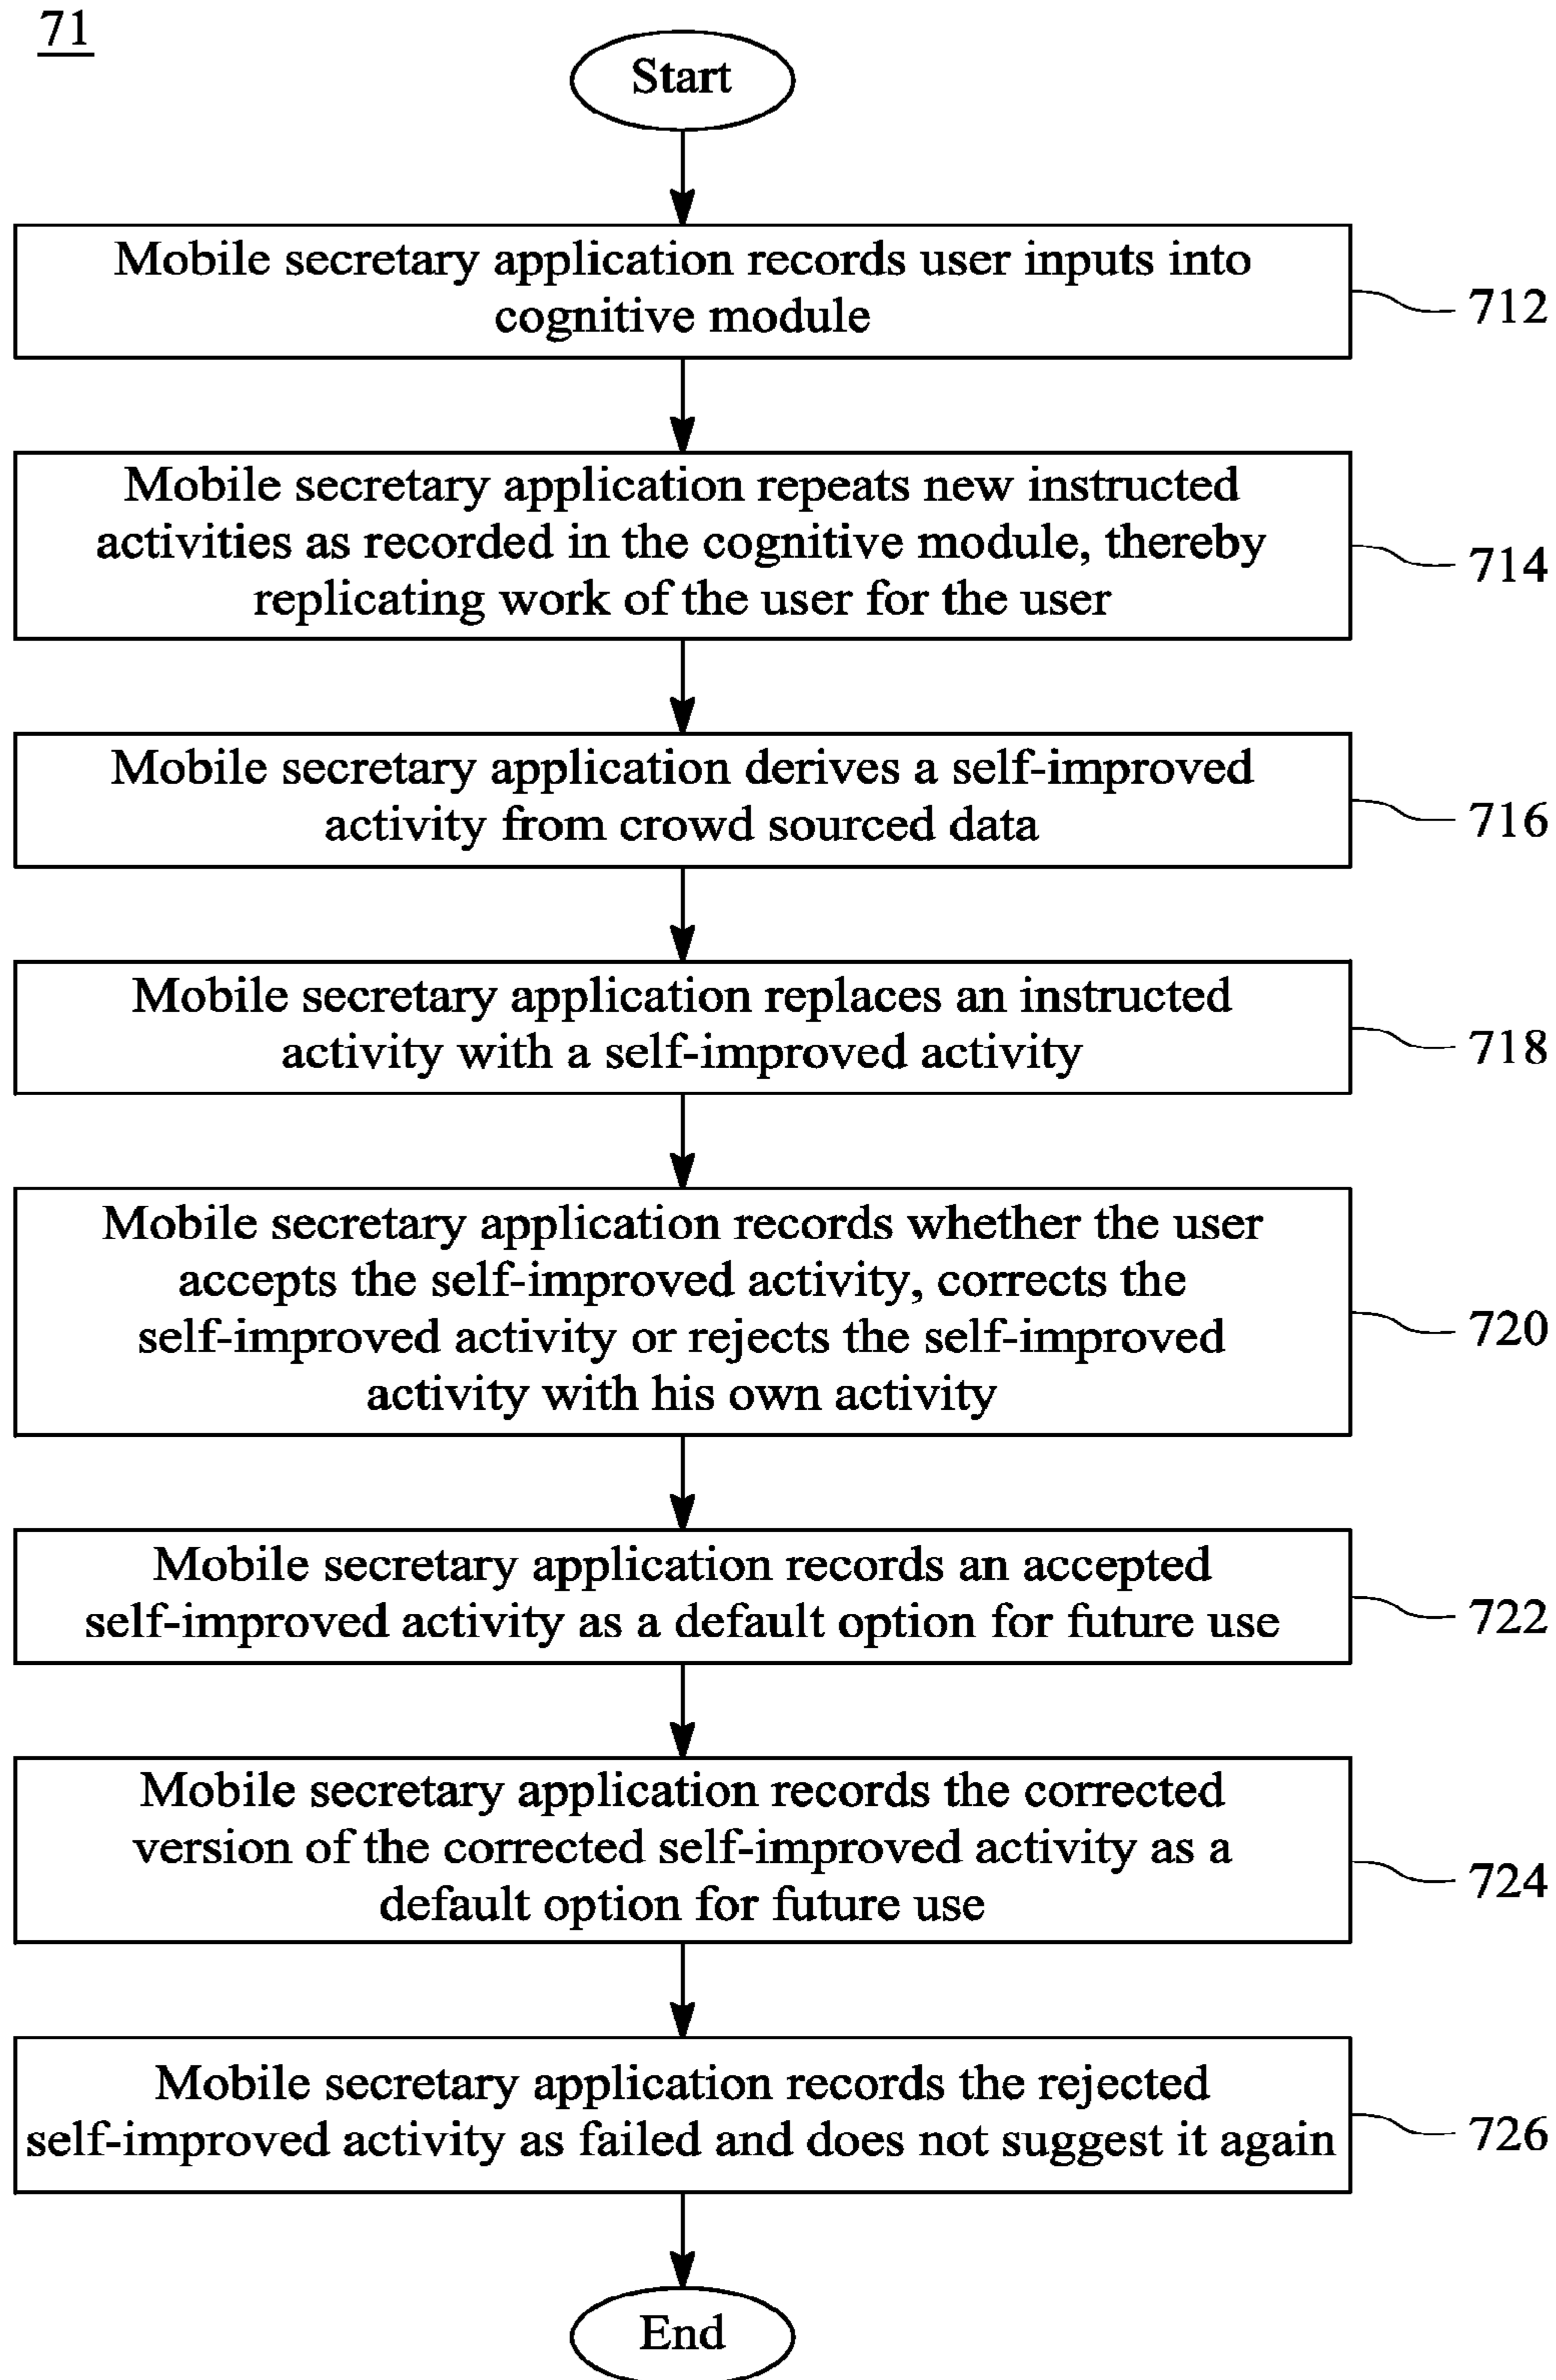 71
Start
Mobile secretary application records user inputs into
cognitive module
712
Mobile secretary application repeats new instructed
activities as recorded in the cognitive module, thereby
replicating work of the user for the user
714
Mobile secretary application derives a self-improved
activity from crowd sourced data
716
Mobile secretary application replaces an instructed
activity with a self-improved activity
718
Mobile secretary application records whether the user
accepts the self-improved activity, corrects the
self-improved activity or rejects the self-improved
activity with his own activity
720
Mobile secretary application records an accepted
self-improved activity as a default option for future use
722
Mobile secretary application records the corrected
version of the corrected self-improved activity as a
default option for future use
724
Mobile secretary application records the rejected
self-improved activity as failed and does not suggest it again
726
End